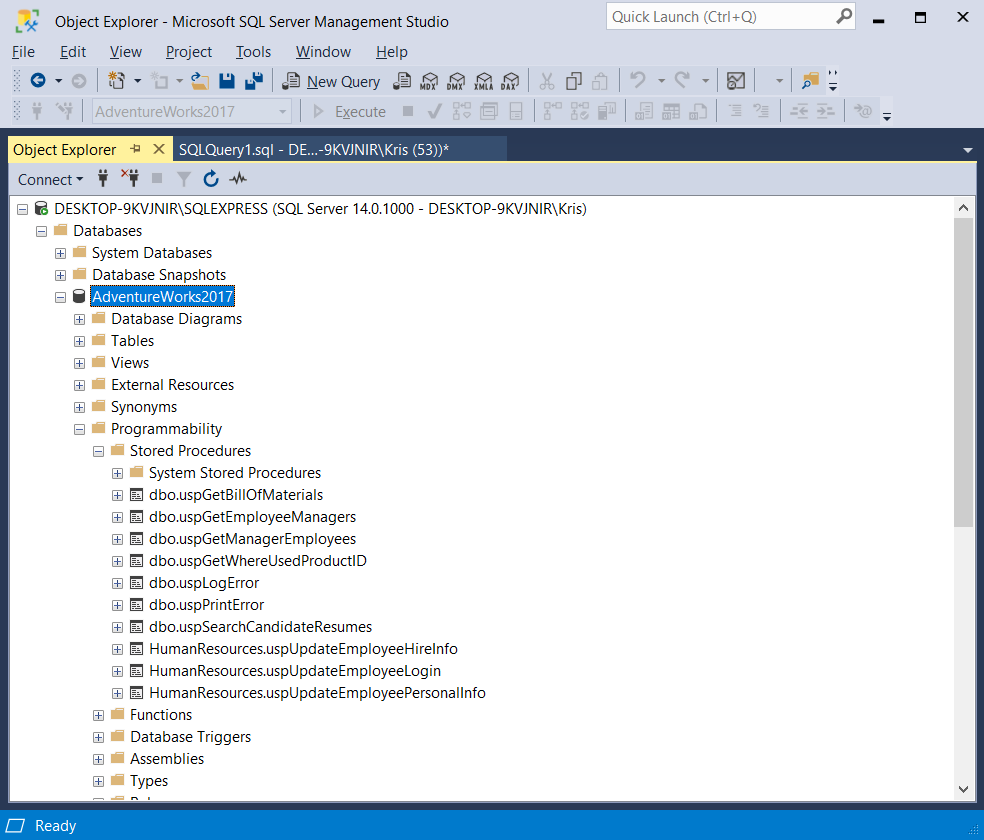 Object Explorer - Microsoft SQL Server Management Studio
Quick Launch (Ctrl+Q)
File Edit View Project Tools Window Help
New Query MDX DMX XMLA DAX
AdventureWorks2017 Execute
Object Explorer SQLQuery1.sql - DE...-9KVJNIR\Kris (53))*
Connect
DESKTOP-9KVJNIR\SQLEXPRESS (SQL Server 14.0.1000 - DESKTOP-9KVJNIR\Kris)
Databases
System Databases
Database Snapshots
AdventureWorks2017
Database Diagrams
Tables
Views
External Resources
Synonyms
Programmability
Stored Procedures
System Stored Procedures
dbo.uspGetBillOfMaterials
dbo.uspGetEmployeeManagers
dbo.uspGetManagerEmployees
dbo.uspGetWhereUsedProductID
dbo.uspLogError
dbo.uspPrintError
dbo.uspSearchCandidateResumes
HumanResources.uspUpdateEmployeeHireInfo
HumanResources.uspUpdateEmployeeLogin
HumanResources.uspUpdateEmployeePersonalInfo
Functions
Database Triggers
Assemblies
Types
Ready